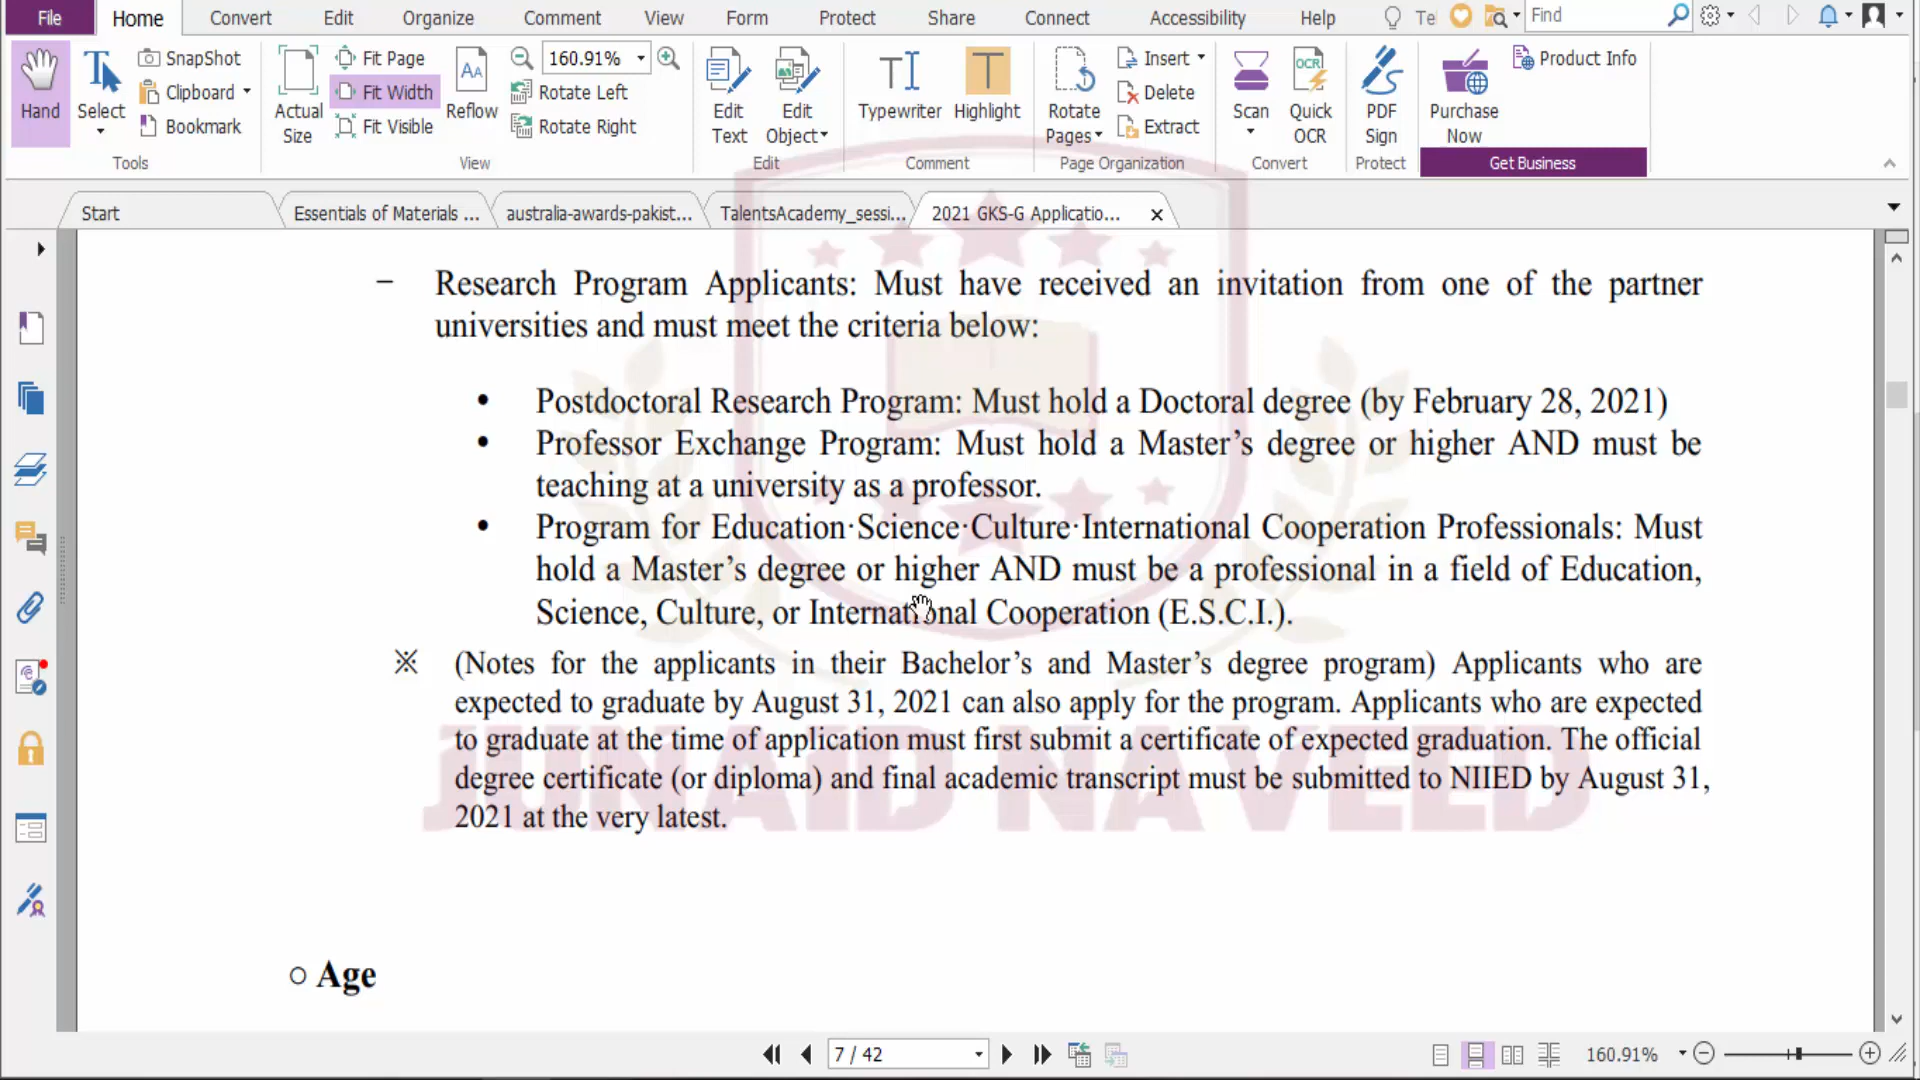 File Home Convert Edit Organize Comment View Form Protect Share Connect Accessibility Help Tel Find
Hand
Select
SnapShot
Clipboard
Bookmark
Tools
Actual
Size
Fit Page
Fit Width
Fit Visible
Reflow
160.91%
Rotate Left
Rotate Right
View
Edit
Text
Edit
Object
Edit
Typewriter
Highlight
Comment
Rotate
Pages
Insert
Delete
Extract
Page Organization
Scan
Quick
OCR
Convert
PDF
Sign
Protect
Purchase
Now
Product Info
Get Business
Start
Essentials of Materials ...
australia-awards-pakist...
TalentsAcademy_sessi...
2021 GKS-G Applicatio...
– Research Program Applicants: Must have received an invitation from one of the partner
universities and must meet the criteria below:
• Postdoctoral Research Program: Must hold a Doctoral degree (by February 28, 2021)
• Professor Exchange Program: Must hold a Master’s degree or higher AND must be
teaching at a university as a professor.
• Program for Education·Science·Culture·International Cooperation Professionals: Must
hold a Master’s degree or higher AND must be a professional in a field of Education,
Science, Culture, or International Cooperation (E.S.C.I.).
※ (Notes for the applicants in their Bachelor’s and Master’s degree program) Applicants who are
expected to graduate by August 31, 2021 can also apply for the program. Applicants who are expected
to graduate at the time of application must first submit a certificate of expected graduation. The official
degree certificate (or diploma) and final academic transcript must be submitted to NIIED by August 31,
2021 at the very latest.
JUNAID NAVEED
○ Age
7 / 42
160.91%